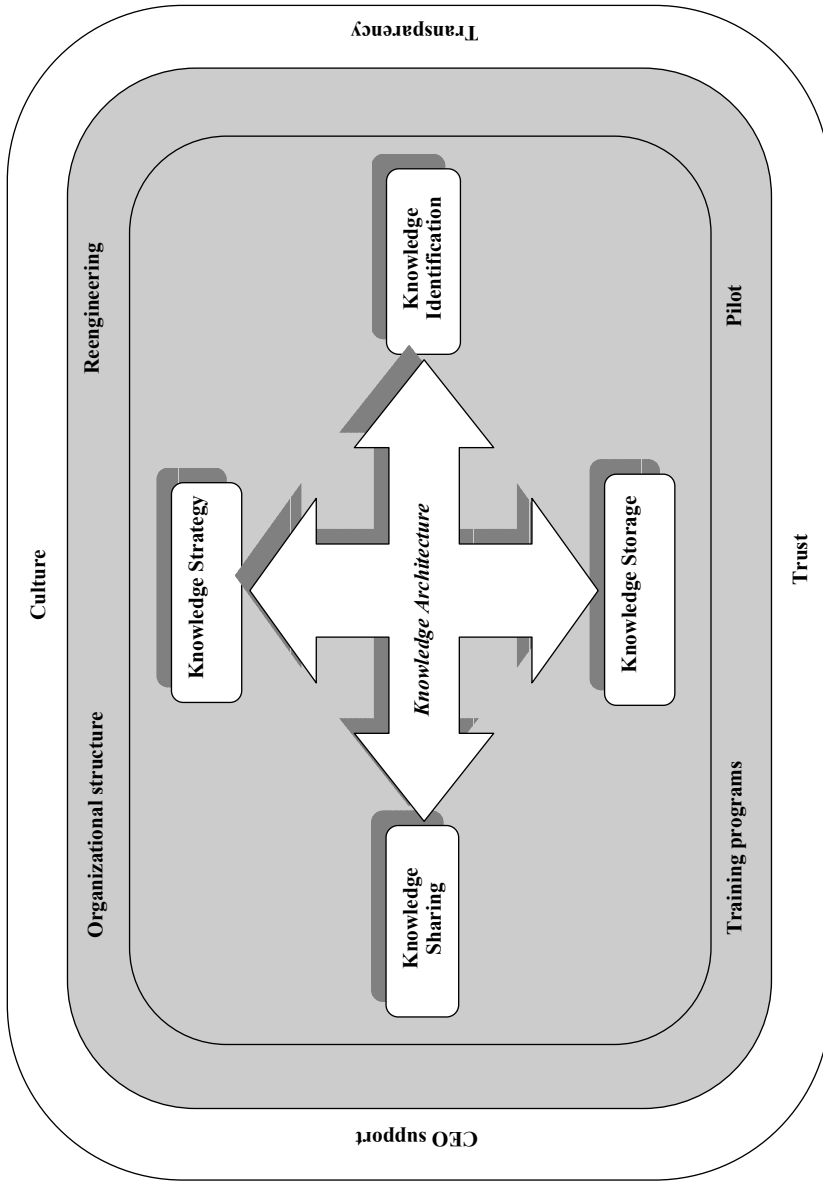 Culture
Organizational structure
Reengineering
Knowledge Strategy
CEO support
Knowledge
Sharing
Knowledge Architecture
Knowledge
Identification
Transparency
Knowledge Storage
Training programs
Pilot
Trust